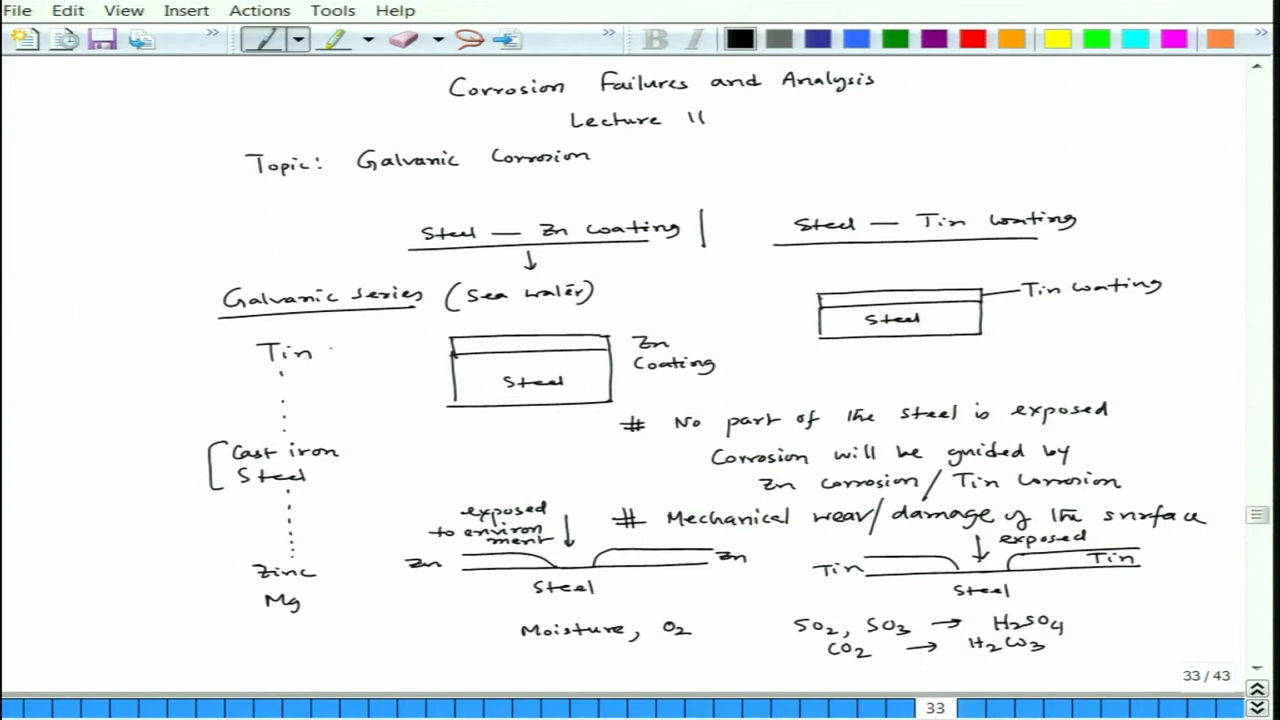 File Edit View Insert Actions Tools Help
Corrosion Failures and Analysis
Lecture 11
Topic: Galvanic Corrosion
Steel — Zn coating | Steel — Tin coating
Galvanic series (Sea water)
Tin coating
Steel
Tin
Zn
Coating
Steel
# No part of the steel is exposed
Cast iron
Steel
Corrosion will be guided by
Zn corrosion / Tin corrosion
# Mechanical wear/damage of the surface
exposed
to environ
ment
exposed
Zn
Zn
Tin
Tin
Steel
Steel
Zinc
Mg
Moisture, O2
SO2, SO3 → H2SO4
CO2 → H2CO3
33 / 43
33